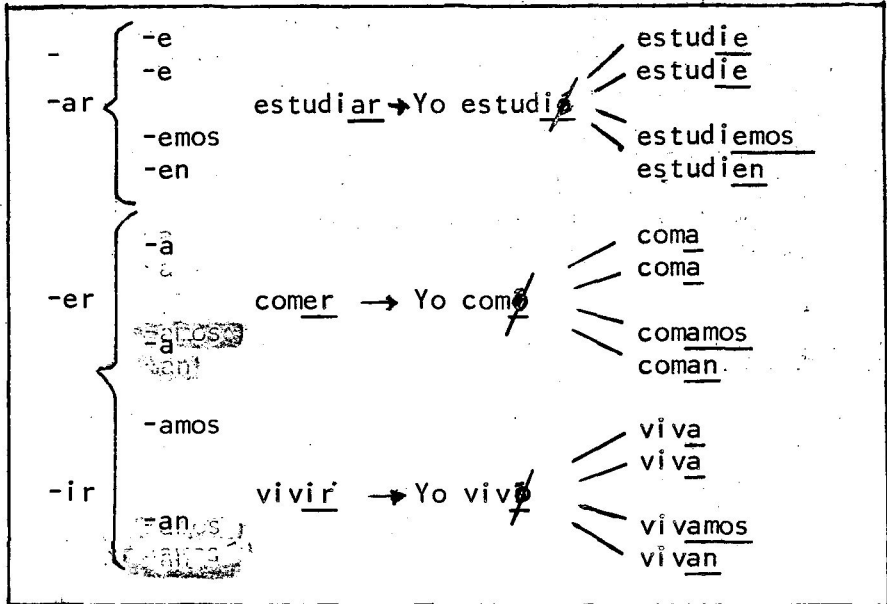 -e estudie
-e estudie
-ar estudiar → Yo estudio
-emos estudiemos
-en estudien
-a coma
coma
-er comer → Yo como
-a comamos
coman
-amos viva
viva
-ir vivir → Yo vivo
-an vivamos
vivan